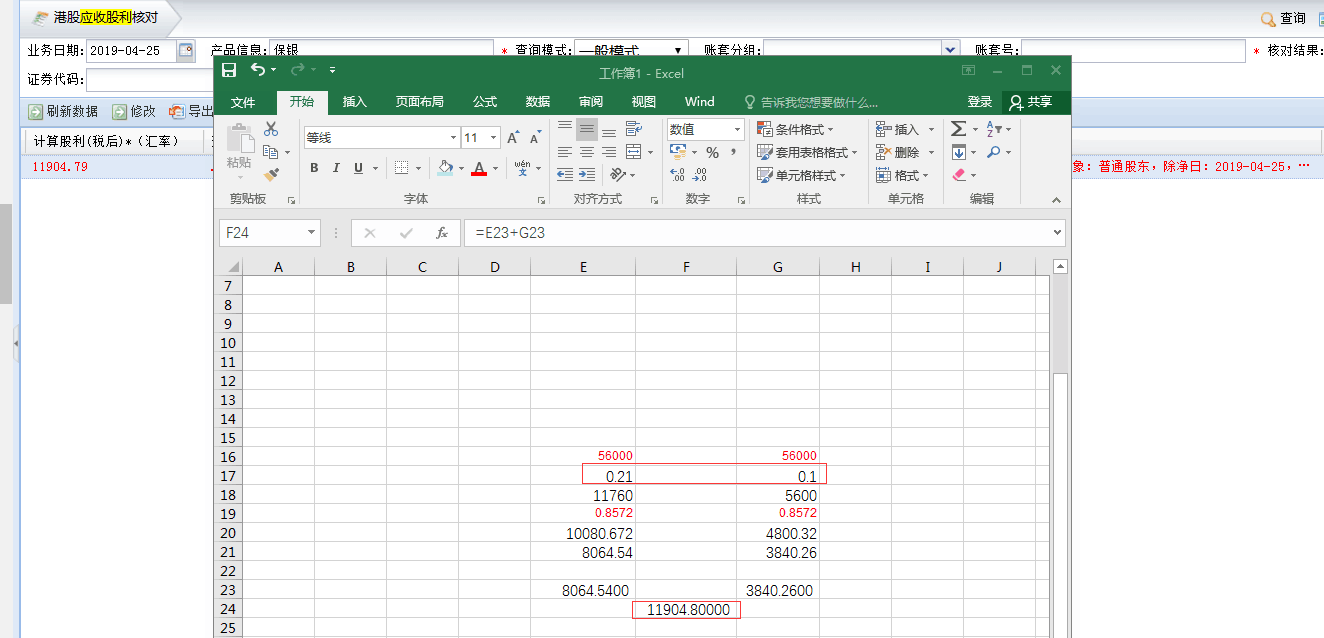 港股应收股利核对
查询
业务日期: 2019-04-25 产品信息: 保银 * 查询模式: 一般模式 账套分组: 账套号: * 核对结果:
证券代码:
刷新数据 修改 导出
计算股利(税后)*(汇率)
11904.79
象: 普通股东, 除净日: 2019-04-25, …
工作簿1 - Excel
文件 开始 插入 页面布局 公式 数据 审阅 视图 Wind 告诉我您想要做什么... 登录 共享
粘贴
等线 11
B I U A wén 变
数值
% , .00 .0
条件格式
套用表格格式
单元格样式
插入
删除
格式
剪贴板 字体 对齐方式 数字 样式 单元格 编辑
F24 fx =E23+G23
A B C D E F G H I J
7
8
9
10
11
12
13
14
15
16 56000 56000
17 0.21 0.1
18 11760 5600
19 0.8572 0.8572
20 10080.672 4800.32
21 8064.54 3840.26
22
23 8064.5400 3840.2600
24 11904.80000
25